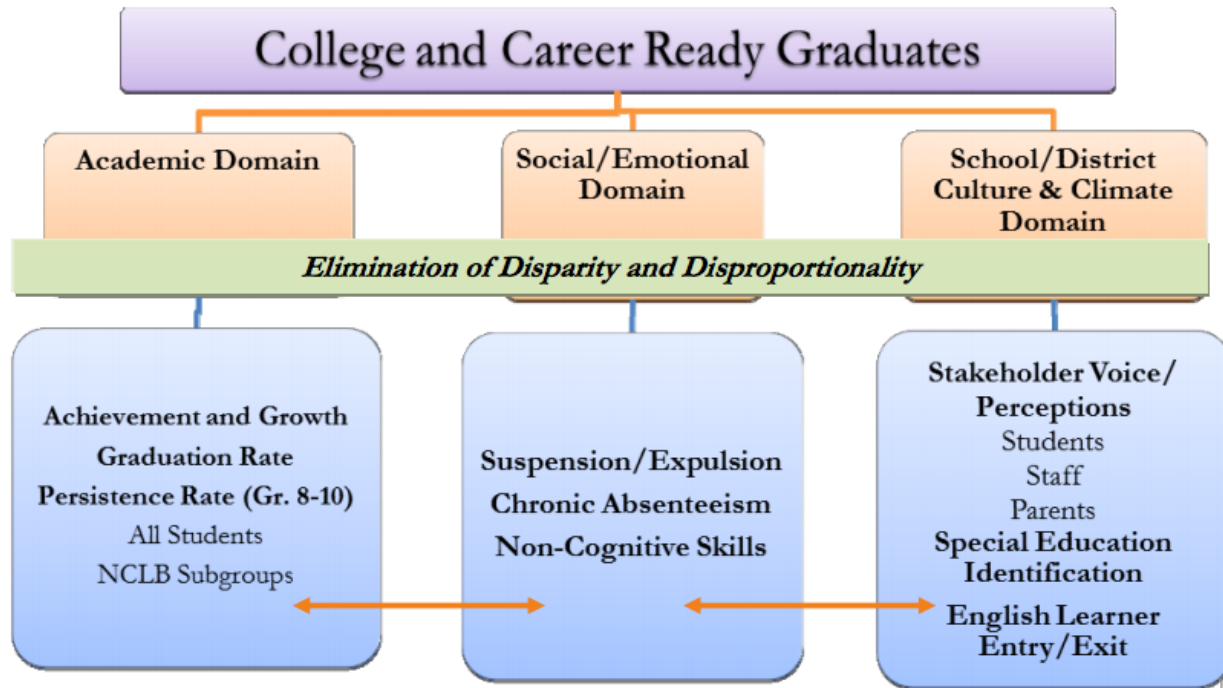 College and Career Ready Graduates
Academic Domain
Social/Emotional
Domain
School/District
Culture & Climate
Domain
Elimination of Disparity and Disproportionality
Achievement and Growth
Graduation Rate
Persistence Rate (Gr. 8-10)
All Students
NCLB Subgroups
Suspension/Expulsion
Chronic Absenteeism
Non-Cognitive Skills
Stakeholder Voice/
Perceptions
Students
Staff
Parents
Special Education
Identification
English Learner
Entry/Exit